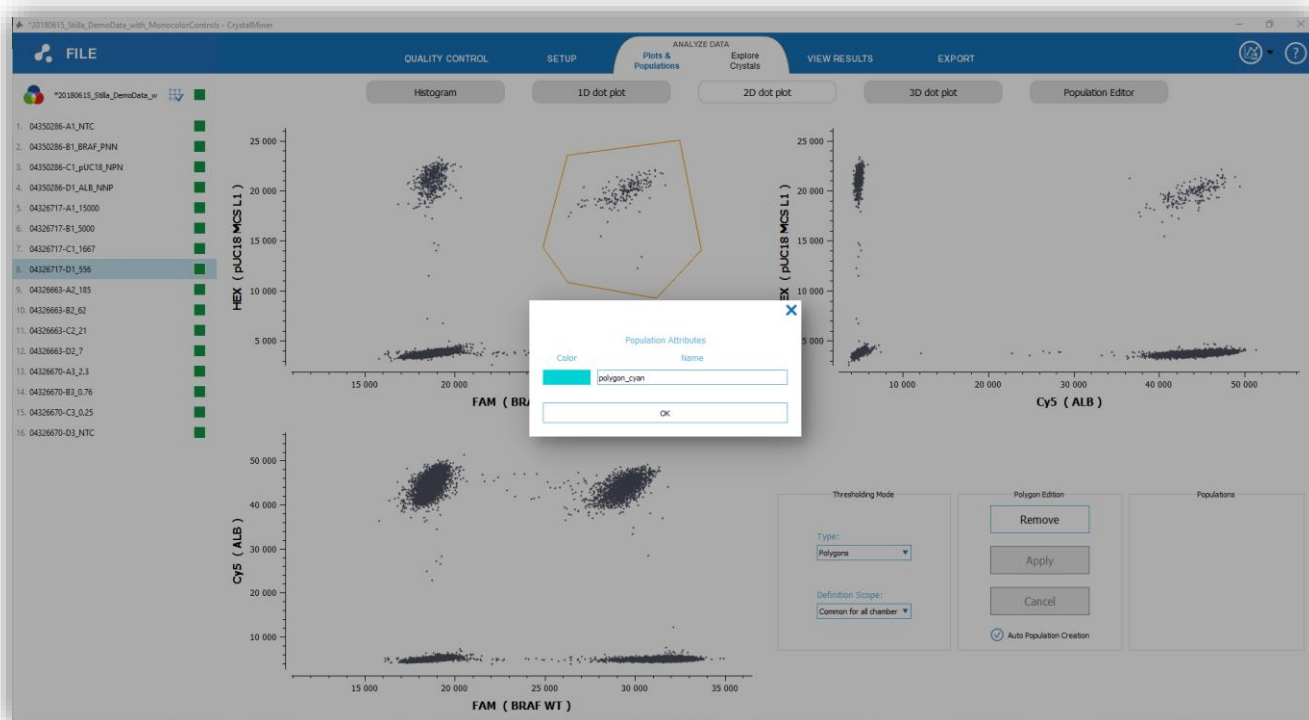 *20180615_Stilla_DemoData_with_MonocolorControls - CrystalMiner
FILE
QUALITY CONTROL
SETUP
ANALYZE DATA
Plots & Populations
Explore Crystals
VIEW RESULTS
EXPORT
?
*20180615_Stilla_DemoData_w
Histogram
1D dot plot
2D dot plot
3D dot plot
Population Editor
1. 04350286-A1_NTC
2. 04350286-B1_BRAF_PNN
3. 04350286-C1_pUC18_NPN
4. 04350286-D1_ALB_NNP
5. 04326717-A1_15000
6. 04326717-B1_5000
7. 04326717-C1_1667
8. 04326717-D1_556
9. 04326663-A2_185
10. 04326663-B2_62
11. 04326663-C2_21
12. 04326663-D2_7
13. 04326670-A3_2.3
14. 04326670-B3_0.76
15. 04326670-C3_0.25
16. 04326670-D3_NTC
HEX ( pUC18 MCS L1 )
25 000
20 000
15 000
10 000
5 000
15 000
20 000
FAM ( BR
HEX ( pUC18 MCS L1 )
25 000
20 000
15 000
10 000
5 000
10 000
20 000
30 000
40 000
50 000
Cy5 ( ALB )
Population Attributes
Color
Name
polygon_cyan
OK
Cy5 ( ALB )
50 000
40 000
30 000
20 000
10 000
15 000
20 000
25 000
30 000
35 000
FAM ( BRAF WT )
Thresholding Mode
Type:
Polygons
Definition Scope:
Common for all chamber
Polygon Edition
Remove
Apply
Cancel
Auto Population Creation
Populations